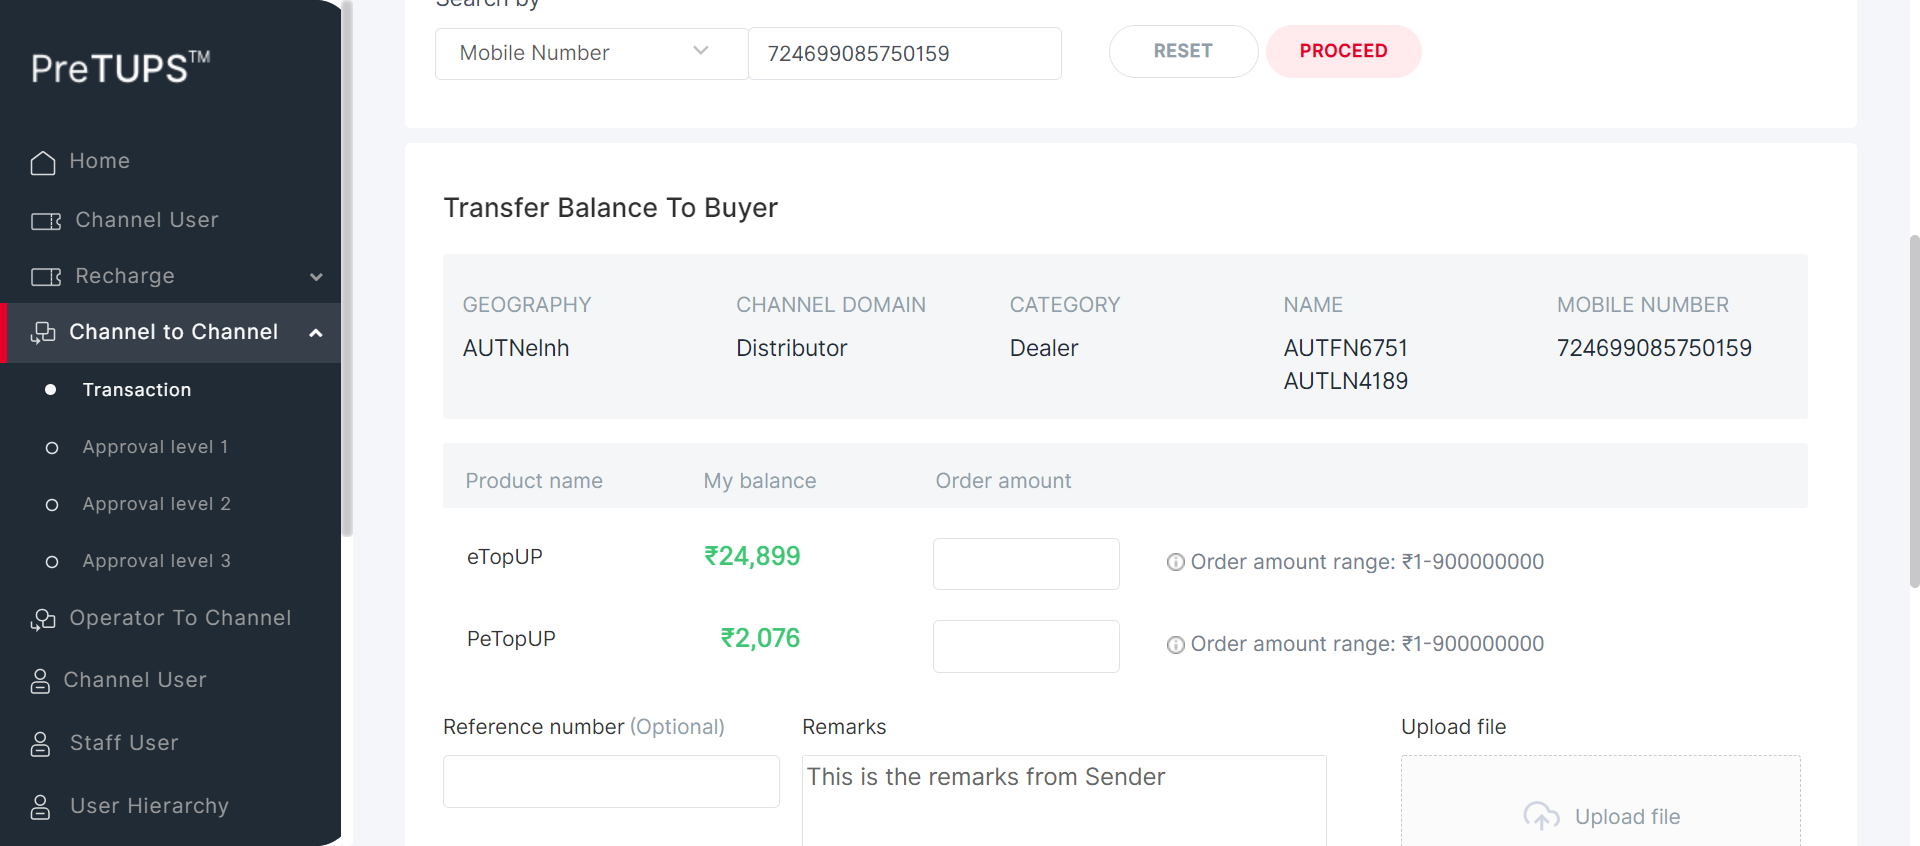 PreTUPS™
Home
Channel User
Recharge
Channel to Channel
Transaction
Approval level 1
Approval level 2
Approval level 3
Operator To Channel
Channel User
Staff User
User Hierarchy
Search by
Mobile Number
724699085750159
RESET
PROCEED
Transfer Balance To Buyer
GEOGRAPHY CHANNEL DOMAIN CATEGORY NAME MOBILE NUMBER
AUTNelnh Distributor Dealer AUTFN6751 724699085750159
AUTLN4189
Product name My balance Order amount
eTopUP ₹24,899 Order amount range: ₹1-900000000
PeTopUP ₹2,076 Order amount range: ₹1-900000000
Reference number (Optional) Remarks Upload file
This is the remarks from Sender
Upload file